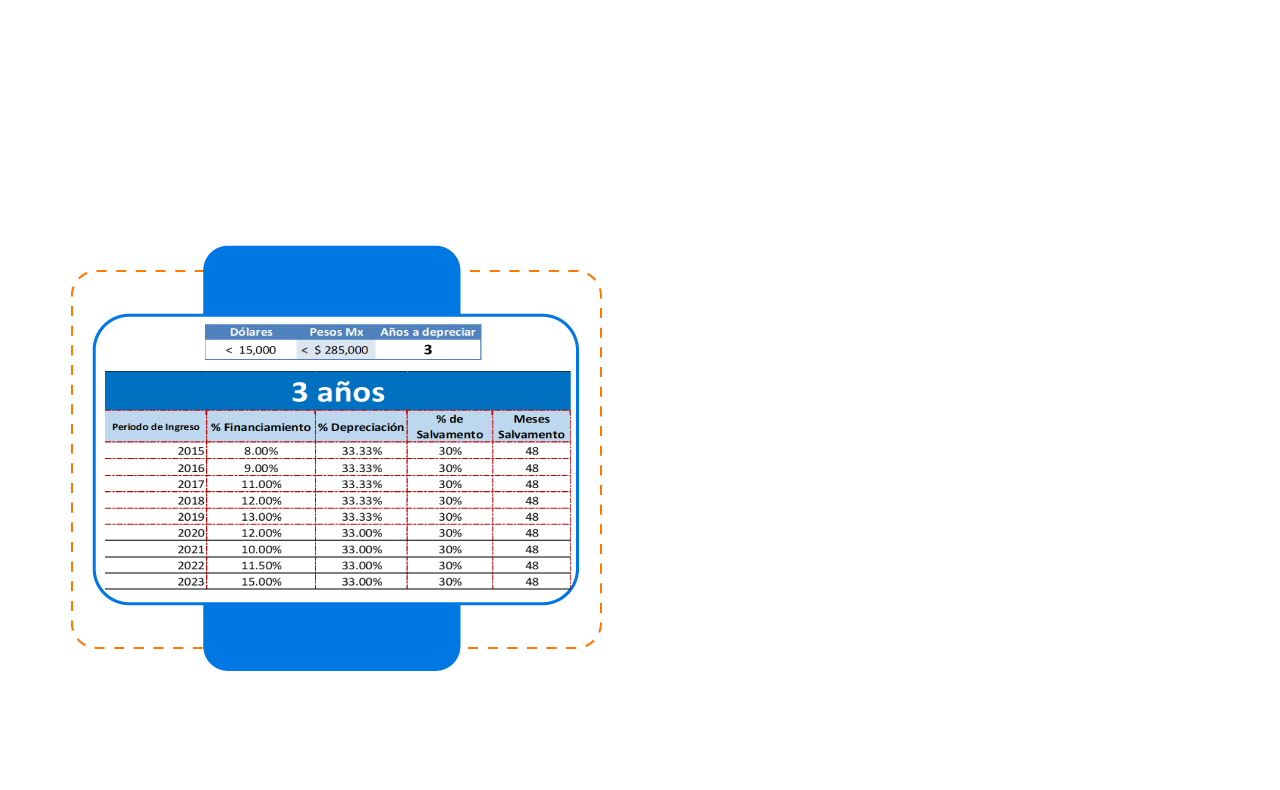 Dólares Pesos Mx Años a depreciar
< 15,000 < $ 285,000 3
3 años
Periodo de Ingreso % Financiamiento % Depreciación % de Salvamento Meses Salvamento
2015 8.00% 33.33% 30% 48
2016 9.00% 33.33% 30% 48
2017 11.00% 33.33% 30% 48
2018 12.00% 33.33% 30% 48
2019 13.00% 33.33% 30% 48
2020 12.00% 33.00% 30% 48
2021 10.00% 33.00% 30% 48
2022 11.50% 33.00% 30% 48
2023 15.00% 33.00% 30% 48